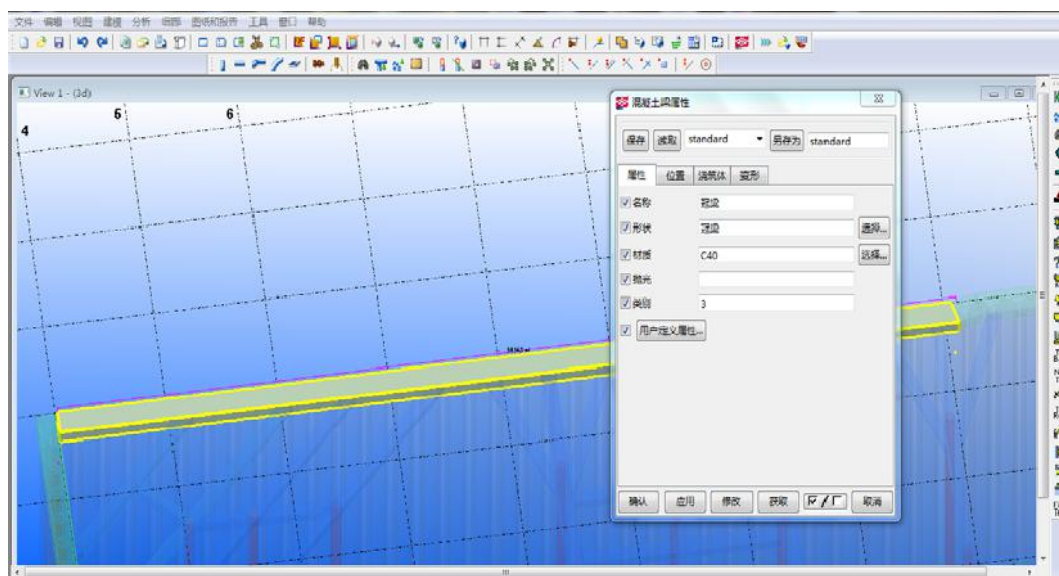 文件 编辑 视图 建模 分析 细部 图纸和报告 工具 窗口 帮助
View 1 - (3d)
4 5 6
混凝土梁属性
保存 读取 standard 另存为 standard
属性 位置 浇筑体 变形
名称 冠梁
形状 冠梁 选择...
材质 C40 选择...
抛光
类别 3
用户定义属性...
确认 应用 修改 获取 取消